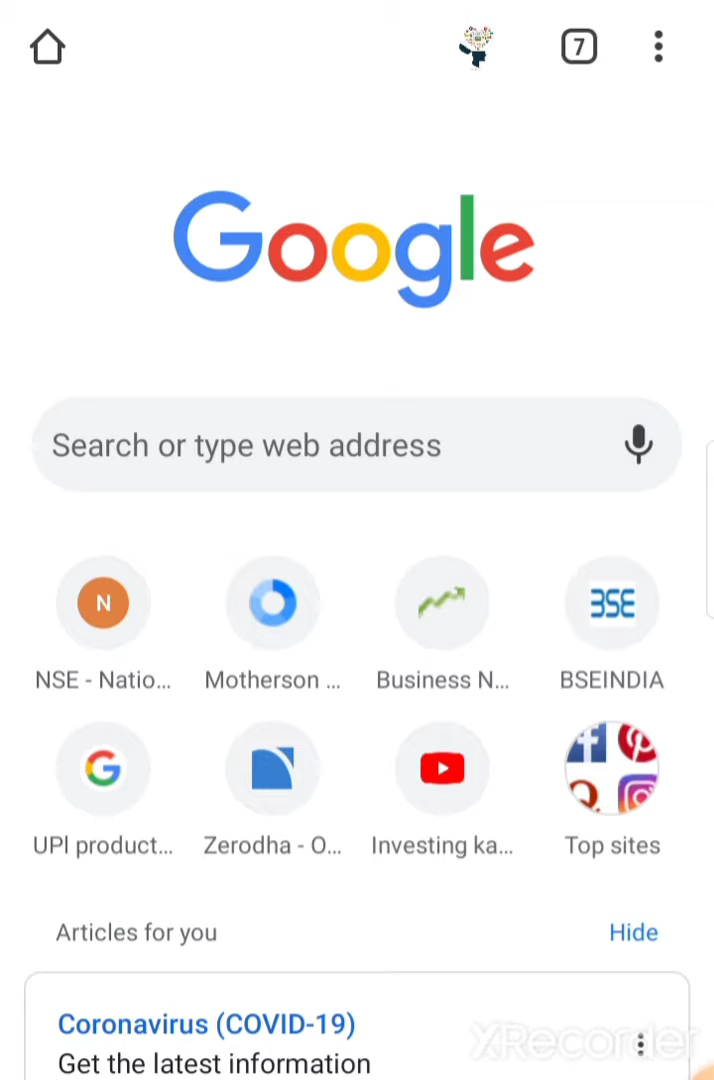 7
Google
Search or type web address
N
BSE
NSE - Natio...
Motherson ...
Business N...
BSEINDIA
UPI product...
Zerodha - O...
Investing ka...
Top sites
Articles for you
Hide
Coronavirus (COVID-19)
Get the latest information
XRecorder